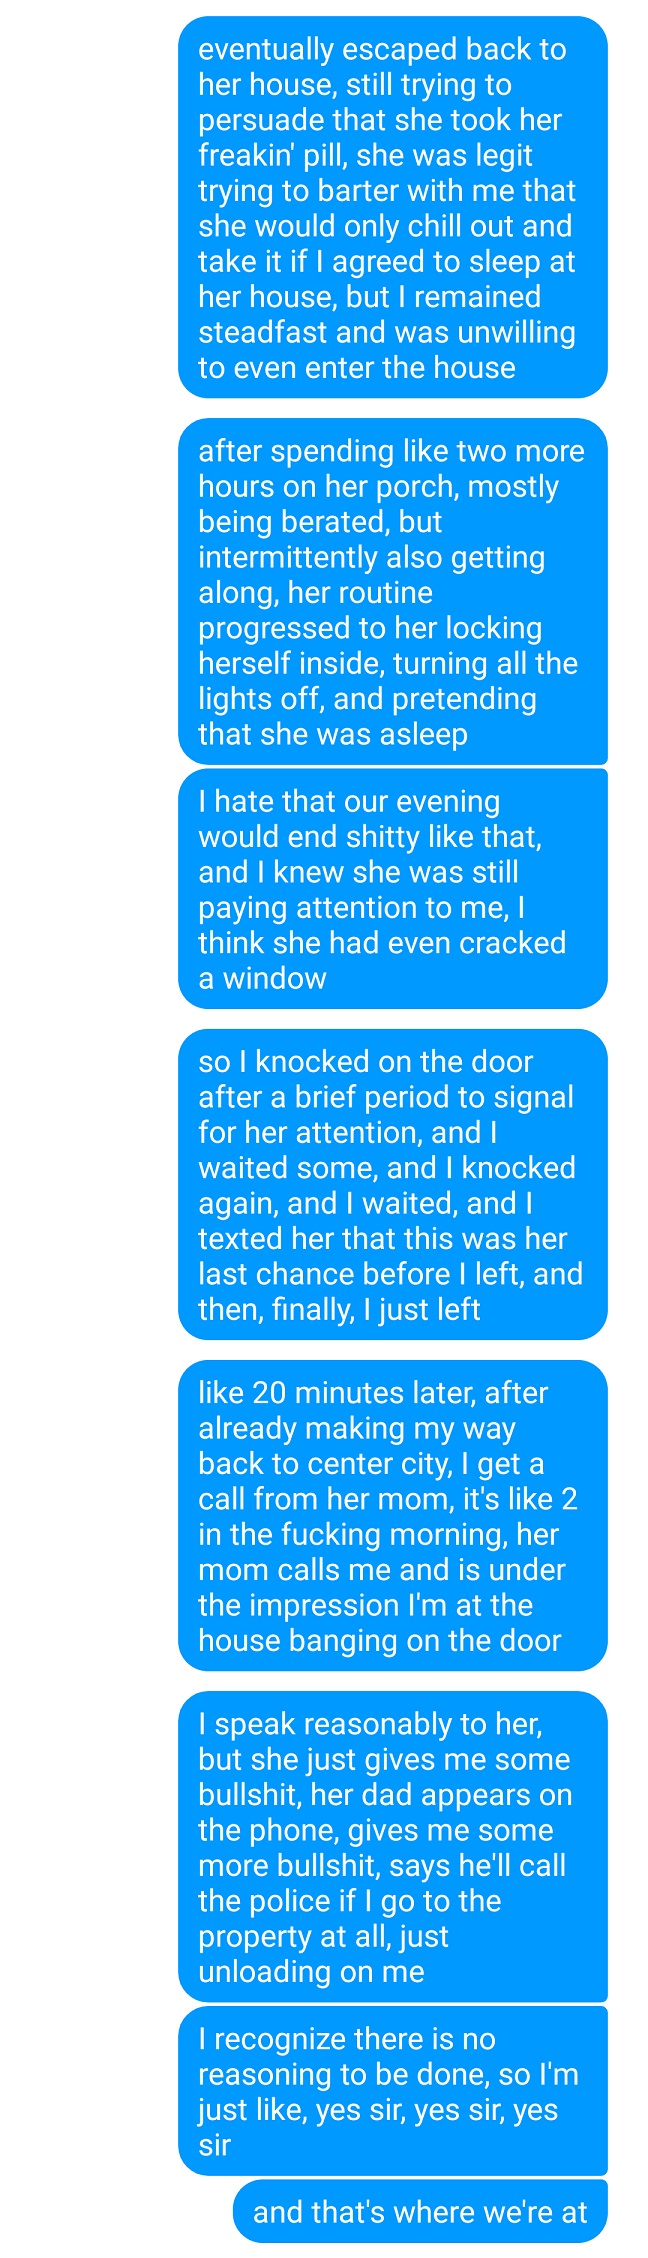 eventually escaped back to
her house, still trying to
persuade that she took her
freakin' pill, she was legit
trying to barter with me that
she would only chill out and
take it if I agreed to sleep at
her house, but I remained
steadfast and was unwilling
to even enter the house
after spending like two more
hours on her porch, mostly
being berated, but
intermittently also getting
along, her routine
progressed to her locking
herself inside, turning all the
lights off, and pretending
that she was asleep
I hate that our evening
would end shitty like that,
and I knew she was still
paying attention to me, I
think she had even cracked
a window
so I knocked on the door
after a brief period to signal
for her attention, and I
waited some, and I knocked
again, and I waited, and I
texted her that this was her
last chance before I left, and
then, finally, I just left
like 20 minutes later, after
already making my way
back to center city, I get a
call from her mom, it's like 2
in the fucking morning, her
mom calls me and is under
the impression I'm at the
house banging on the door
I speak reasonably to her,
but she just gives me some
bullshit, her dad appears on
the phone, gives me some
more bullshit, says he'll call
the police if I go to the
property at all, just
unloading on me
I recognize there is no
reasoning to be done, so I'm
just like, yes sir, yes sir, yes
sir
and that's where we're at